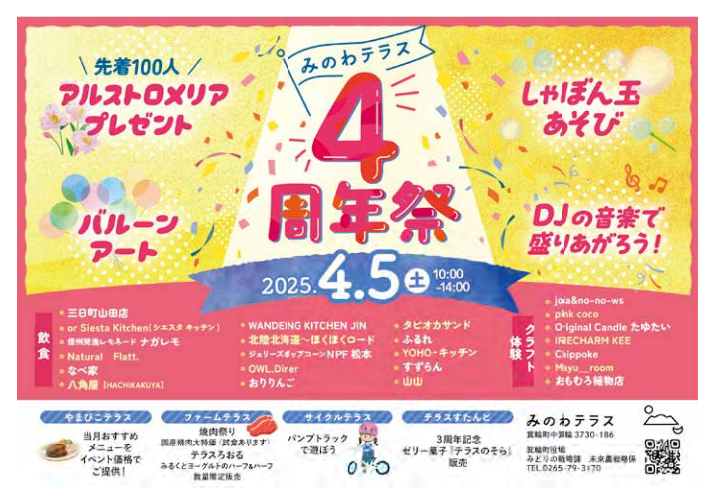 みのわテラス
4
周年祭
2025.4.5土 10:00-14:00
先着100人
アルストロメリア
プレゼント
しゃぼん玉
あそび
バルーン
アート
DJの音楽で
盛りあがろう!
飲食
三日町山田店
or Siesta Kitchen(シエスタ キッチン)
信州発進レモネード ナガレモ
Natural Flatt.
なべ家
八角屋 [HACHIKAKUYA]
WANDEING KITCHEN JIN
北陸北海道~ほくほくロード
ジェリーズポップコーンNPF 松本
OWL.Direr
おりりんご
タピオカサンド
ふるれ
YOHO-キッチン
すずらん
山山
クラフト
体験
joia&no-no-ws
pink coco
Original Candle たゆたい
IRECHARM KEE
Chippoke
Miyu__room
おもむろ植物店
やまびこテラス
当月おすすめ
メニューを
イベント価格で
ご提供!
ファームテラス
焼肉祭り
国産精肉大特価(試食あります)
テラスろおる
みるくとヨーグルトのハーフ&ハーフ
数量限定販売
サイクルテラス
パンプトラック
で遊ぼう
テラスすたんど
3周年記念
ゼリー菓子『テラスのそら』
販売
みのわテラス
箕輪町中箕輪3730-186
箕輪町役場
みどりの戦略課 未来農戦略係
TEL.0265-79-3170